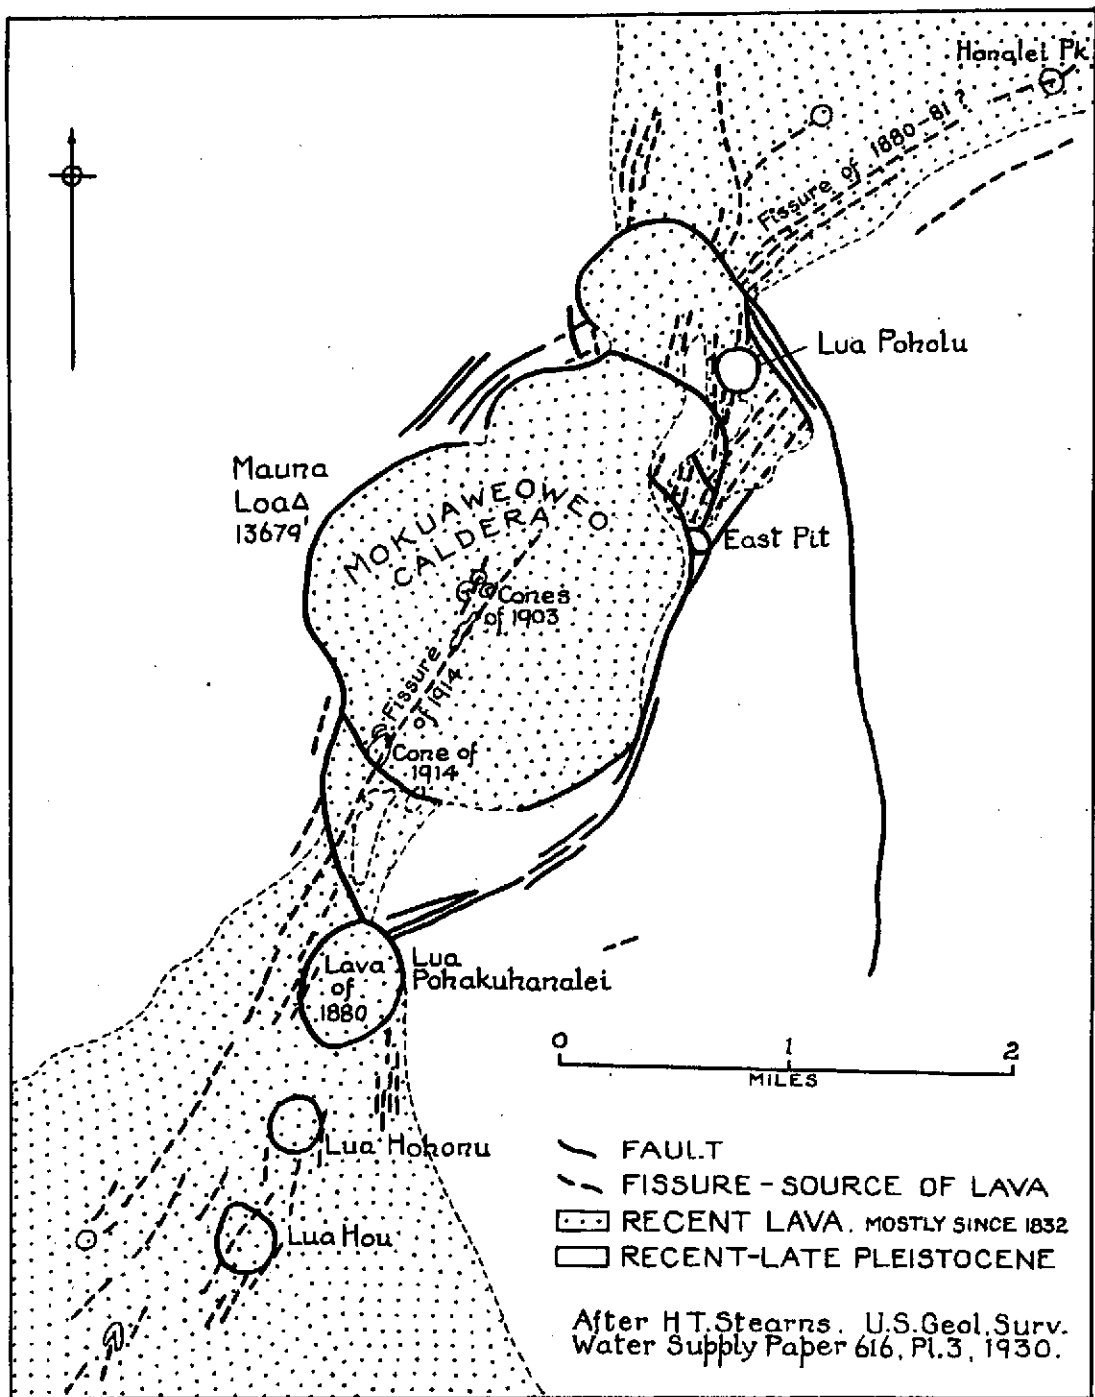 Honalei Pk.
Fissure of 1880-81 ?
Lua Poholu
Mauna
Loa
13679'
MOKUAWEOWEO
CALDERA
East Pit
Cones
of 1903
Fissure
of 1914
Cone of
1914
Lava
of
1880
Lua
Pohakuhanalei
0 1 2
MILES
Lua Hohonu
Lua Hou
FAULT
FISSURE - SOURCE OF LAVA
RECENT LAVA. MOSTLY SINCE 1832
RECENT-LATE PLEISTOCENE
After H.T. Stearns. U.S. Geol. Surv.
Water Supply Paper 616, Pl. 3, 1930.